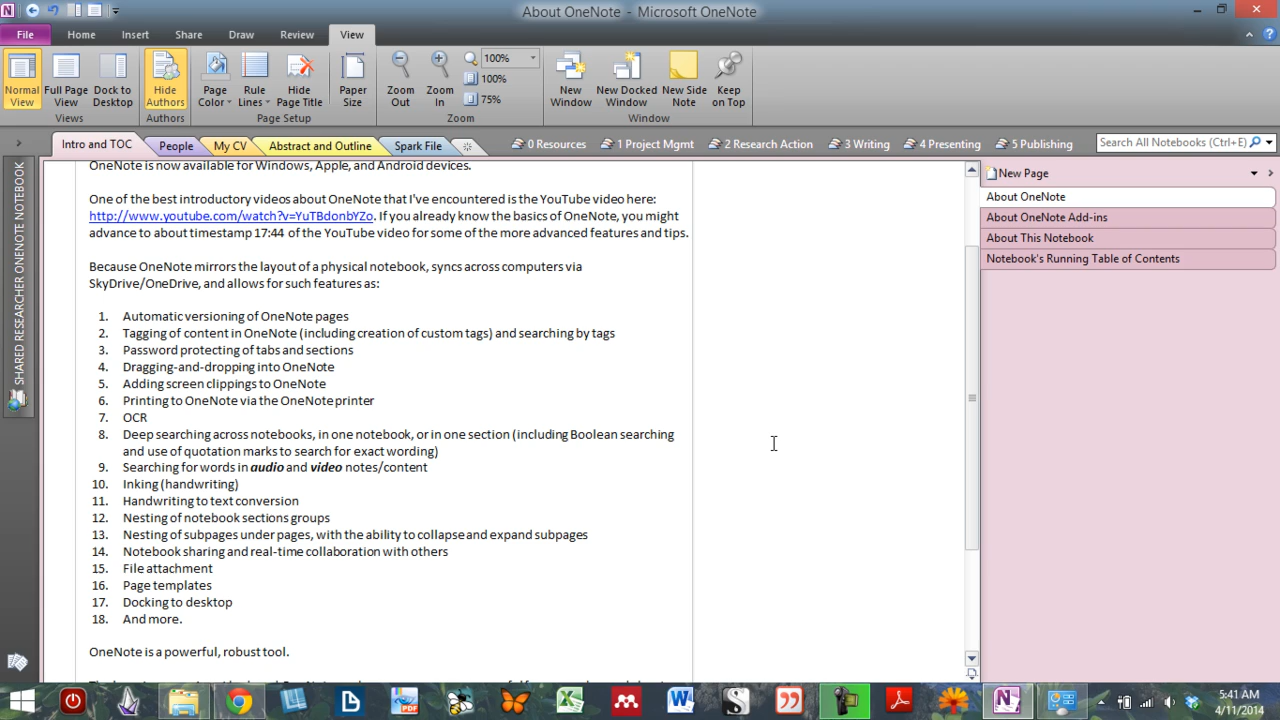 About OneNote - Microsoft OneNote
File Home Insert Share Draw Review View
Normal View
Full Page View
Dock to Desktop
Hide Authors
Page Color
Rule Lines
Hide Page Title
Paper Size
Zoom Out
Zoom In
100%
100%
75%
New Window
New Docked Window
New Side Note
Keep on Top
Views Authors Page Setup Zoom Window
Intro and TOC People My CV Abstract and Outline Spark File 0 Resources 1 Project Mgmt 2 Research Action 3 Writing 4 Presenting 5 Publishing Search All Notebooks (Ctrl+E)
SHARED RESEARCHER ONENOTE NOTEBOOK
OneNote is now available for Windows, Apple, and Android devices.
One of the best introductory videos about OneNote that I've encountered is the YouTube video here:
http://www.youtube.com/watch?v=YuTBdonbYZo. If you already know the basics of OneNote, you might
advance to about timestamp 17:44 of the YouTube video for some of the more advanced features and tips.
Because OneNote mirrors the layout of a physical notebook, syncs across computers via
SkyDrive/OneDrive, and allows for such features as:
1. Automatic versioning of OneNote pages
2. Tagging of content in OneNote (including creation of custom tags) and searching by tags
3. Password protecting of tabs and sections
4. Dragging-and-dropping into OneNote
5. Adding screen clippings to OneNote
6. Printing to OneNote via the OneNote printer
7. OCR
8. Deep searching across notebooks, in one notebook, or in one section (including Boolean searching
and use of quotation marks to search for exact wording)
9. Searching for words in audio and video notes/content
10. Inking (handwriting)
11. Handwriting to text conversion
12. Nesting of notebook sections groups
13. Nesting of subpages under pages, with the ability to collapse and expand subpages
14. Notebook sharing and real-time collaboration with others
15. File attachment
16. Page templates
17. Docking to desktop
18. And more.
OneNote is a powerful, robust tool.
New Page
About OneNote
About OneNote Add-ins
About This Notebook
Notebook's Running Table of Contents
5:41 AM
4/11/2014